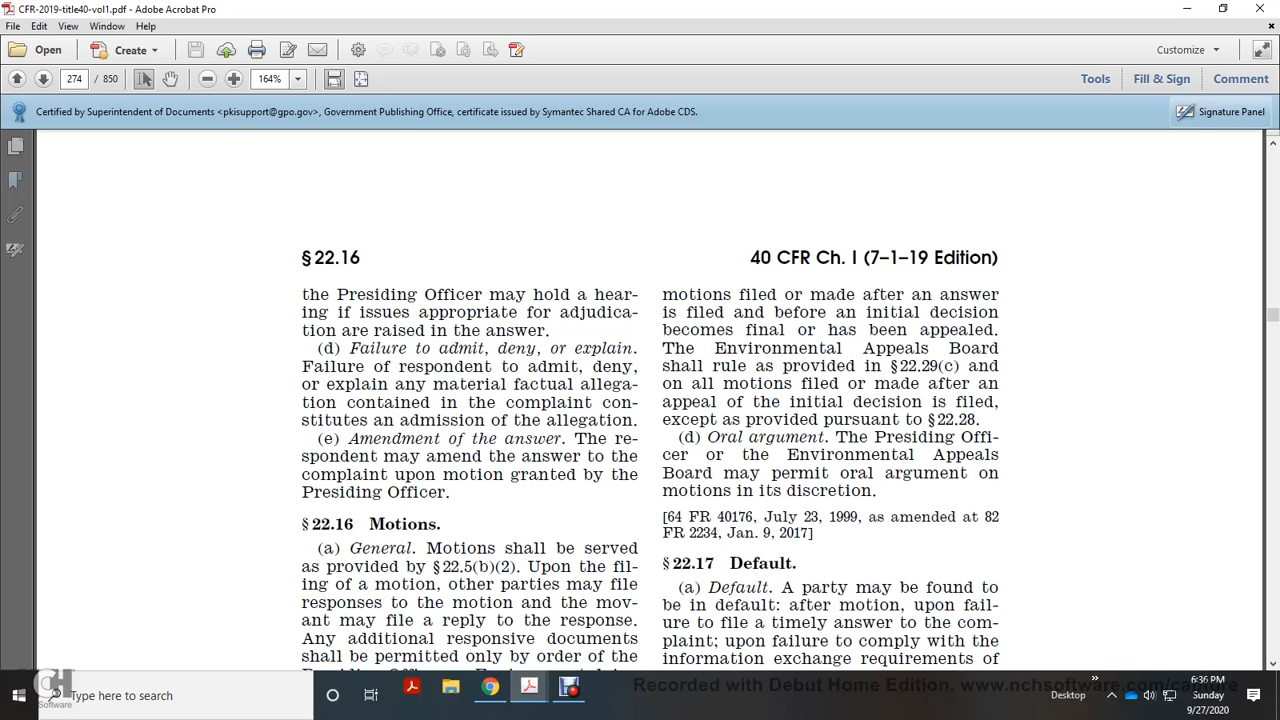 CFR-2019-title40-vol1.pdf - Adobe Acrobat Pro
File Edit View Window Help
Open Create Customize
274 / 850 164% Tools Fill & Sign Comment
Certified by Superintendent of Documents <pkisupport@gpo.gov>, Government Publishing Office, certificate issued by Symantec Shared CA for Adobe CDS.
Signature Panel
§ 22.16
40 CFR Ch. I (7–1–19 Edition)
the Presiding Officer may hold a hear-
ing if issues appropriate for adjudica-
tion are raised in the answer.
(d) Failure to admit, deny, or explain.
Failure of respondent to admit, deny,
or explain any material factual allega-
tion contained in the complaint con-
stitutes an admission of the allegation.
(e) Amendment of the answer. The re-
spondent may amend the answer to the
complaint upon motion granted by the
Presiding Officer.
§ 22.16 Motions.
(a) General. Motions shall be served
as provided by §22.5(b)(2). Upon the fil-
ing of a motion, other parties may file
responses to the motion and the mov-
ant may file a reply to the response.
Any additional responsive documents
shall be permitted only by order of the
motions filed or made after an answer
is filed and before an initial decision
becomes final or has been appealed.
The Environmental Appeals Board
shall rule as provided in §22.29(c) and
on all motions filed or made after an
appeal of the initial decision is filed,
except as provided pursuant to §22.28.
(d) Oral argument. The Presiding Offi-
cer or the Environmental Appeals
Board may permit oral argument on
motions in its discretion.
[64 FR 40176, July 23, 1999, as amended at 82
FR 2234, Jan. 9, 2017]
§ 22.17 Default.
(a) Default. A party may be found to
be in default: after motion, upon fail-
ure to file a timely answer to the com-
plaint; upon failure to comply with the
information exchange requirements of
NCH
Software
Type here to search
Recorded with Debut Home Edition. www.nchsoftware.com/capture
Desktop
6:36 PM
Sunday
9/27/2020